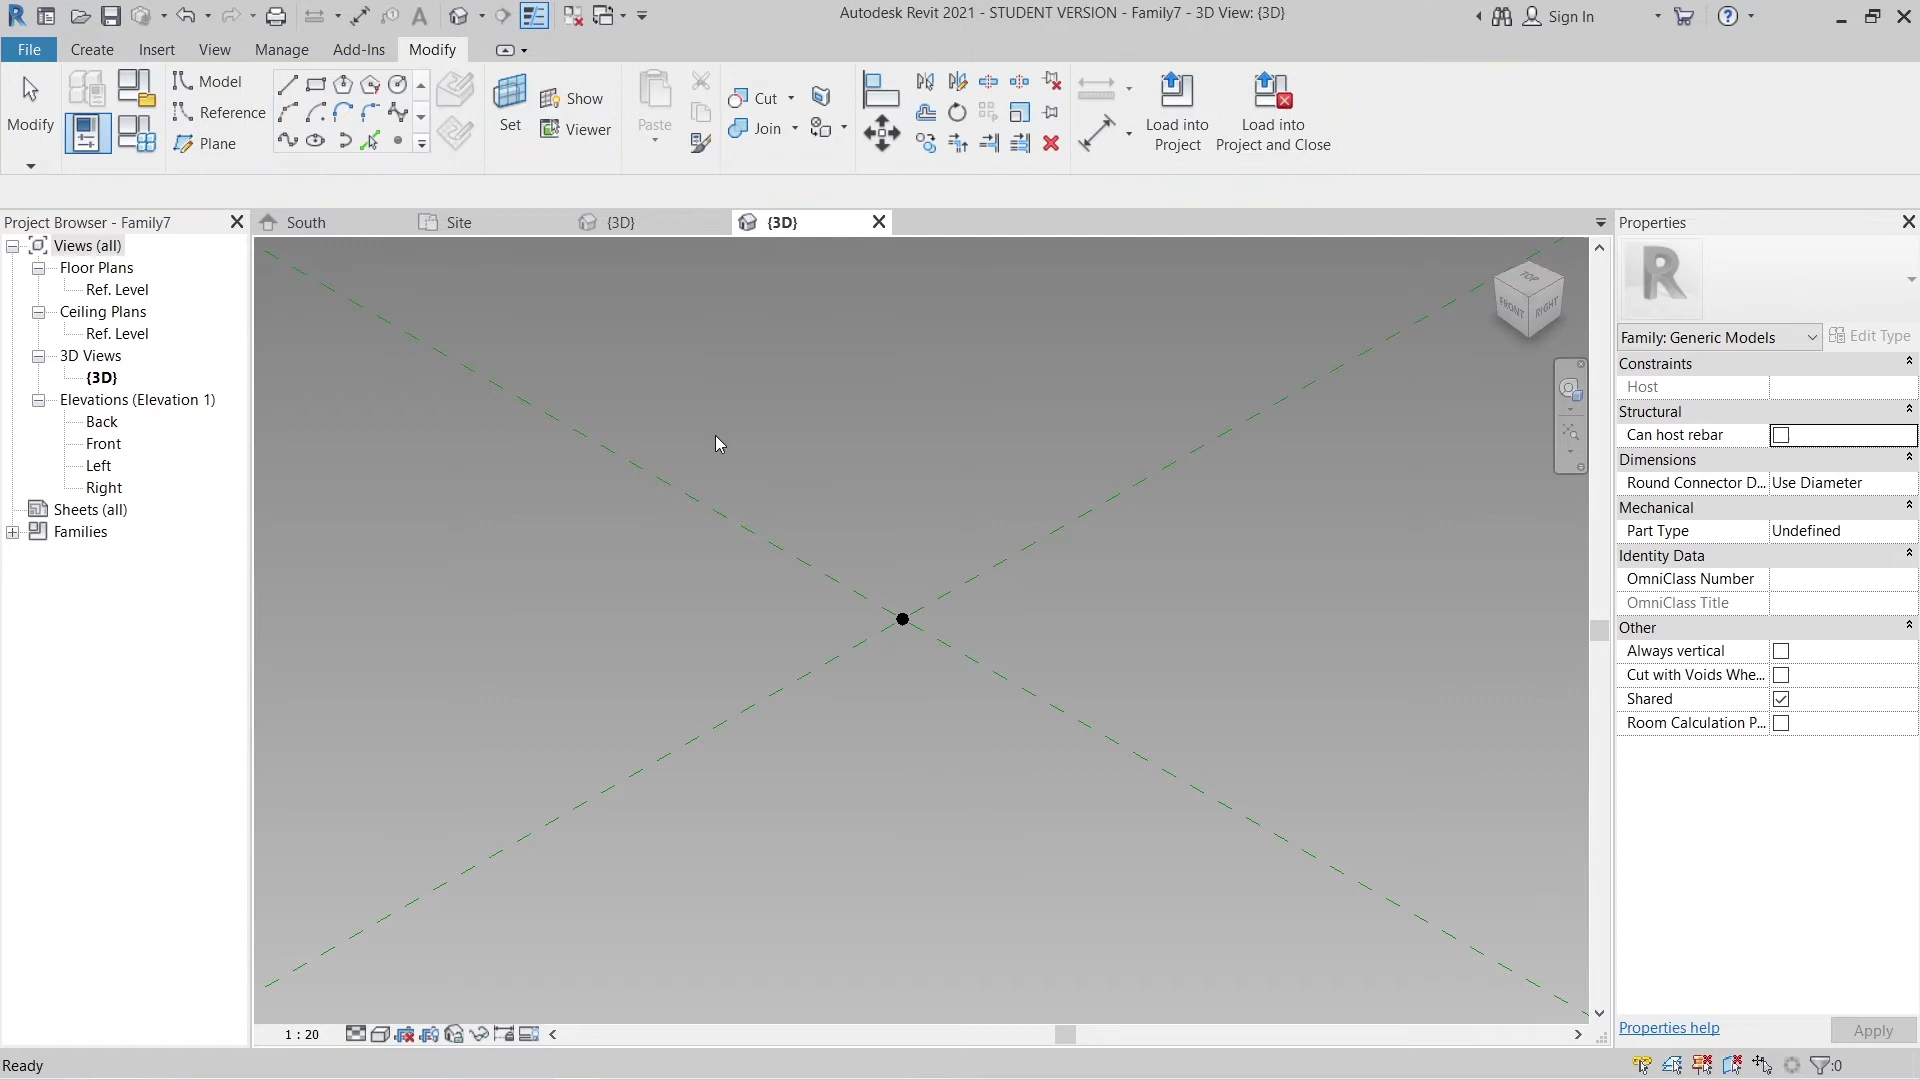 Autodesk Revit 2021 - STUDENT VERSION - Family7 - 3D View: {3D}
Sign In
File
Create
Insert
View
Manage
Add-Ins
Modify
Modify
Model
Reference
Plane
Set
Show
Viewer
Paste
Cut
Join
Load into
Project
Load into
Project and Close
Project Browser - Family7
South
Site
{3D}
{3D}
Properties
Views (all)
Floor Plans
Ref. Level
Ceiling Plans
Ref. Level
3D Views
{3D}
Elevations (Elevation 1)
Back
Front
Left
Right
Sheets (all)
Families
TOP
FRONT
RIGHT
Family: Generic Models
Edit Type
Constraints
Host
Structural
Can host rebar
Dimensions
Round Connector D... Use Diameter
Mechanical
Part Type Undefined
Identity Data
OmniClass Number
OmniClass Title
Other
Always vertical
Cut with Voids Whe...
Shared
Room Calculation P...
Properties help
Apply
1 : 20
Ready
:0